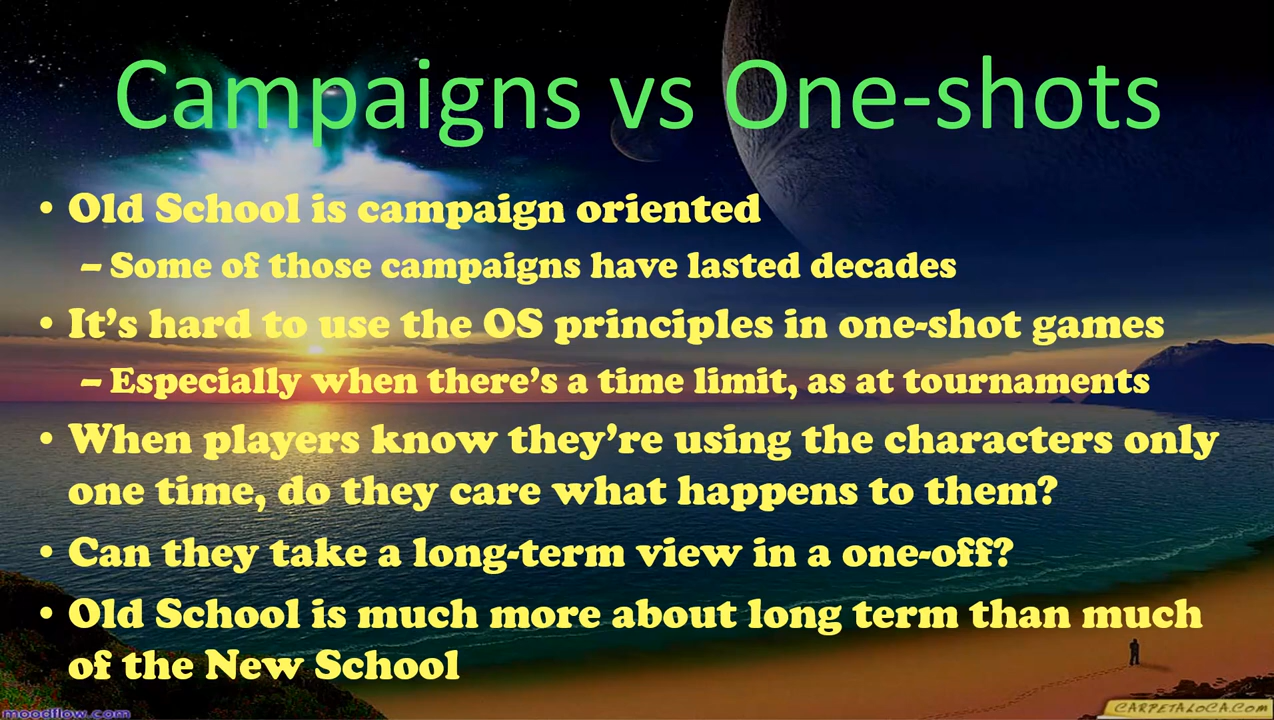 Campaigns vs One-shots
• Old School is campaign oriented
– Some of those campaigns have lasted decades
• It’s hard to use the OS principles in one-shot games
– Especially when there’s a time limit, as at tournaments
• When players know they’re using the characters only
one time, do they care what happens to them?
• Can they take a long-term view in a one-off?
• Old School is much more about long term than much
of the New School
moodflow.com
CARPETALOCA.COM